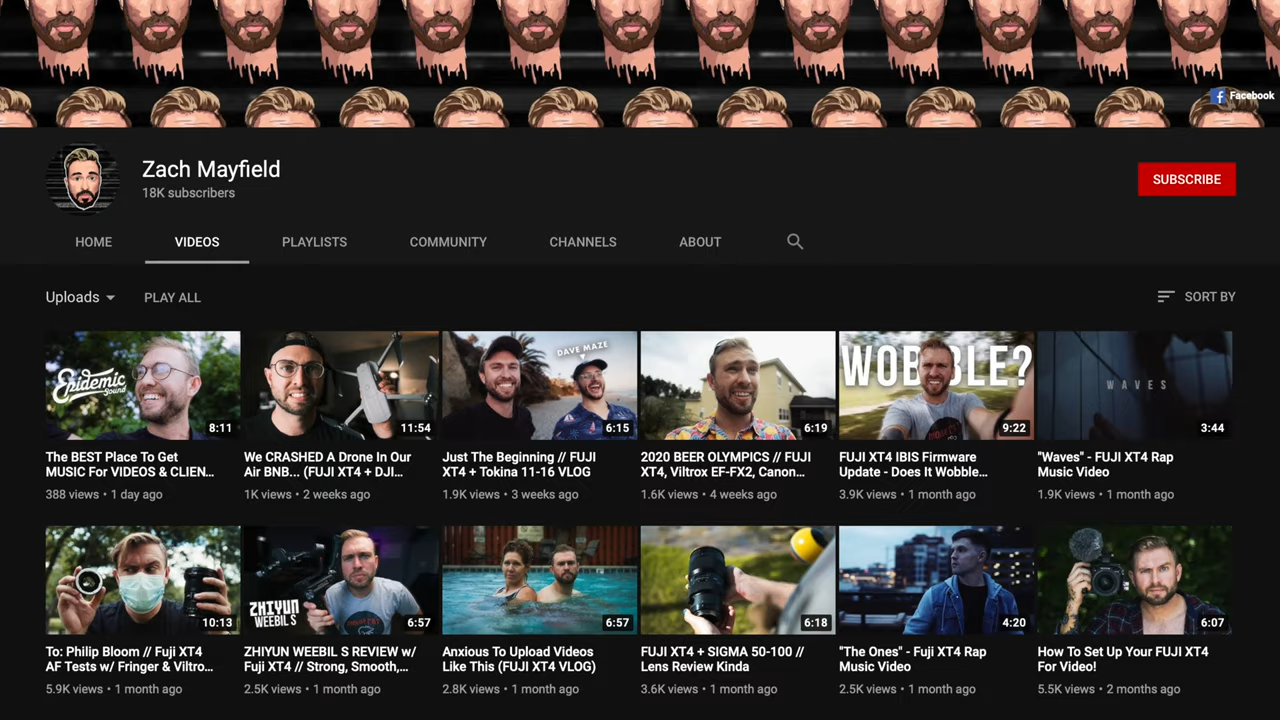 Facebook
Zach Mayfield
18K subscribers
SUBSCRIBE
HOME
VIDEOS
PLAYLISTS
COMMUNITY
CHANNELS
ABOUT
Uploads
PLAY ALL
SORT BY
Epidemic
Sound
8:11
The BEST Place To Get
MUSIC For VIDEOS & CLIEN...
388 views • 1 day ago
11:54
We CRASHED A Drone In Our
Air BNB... (FUJI XT4 + DJI...
1K views • 2 weeks ago
DAVE MAZE
6:15
Just The Beginning // FUJI
XT4 + Tokina 11-16 VLOG
1.9K views • 3 weeks ago
6:19
2020 BEER OLYMPICS // FUJI
XT4, Viltrox EF-FX2, Canon...
1.6K views • 4 weeks ago
WOBBLE?
9:22
FUJI XT4 IBIS Firmware
Update - Does It Wobble...
3.9K views • 1 month ago
WAVES
3:44
"Waves" - FUJI XT4 Rap
Music Video
1.9K views • 1 month ago
10:13
To: Philip Bloom // Fuji XT4
AF Tests w/ Fringer & Viltro...
5.9K views • 1 month ago
ZHIYUN
WEEBIL S
6:57
ZHIYUN WEEBIL S REVIEW w/
Fuji XT4 // Strong, Smooth,...
2.5K views • 1 month ago
6:57
Anxious To Upload Videos
Like This (FUJI XT4 VLOG)
2.8K views • 1 month ago
6:18
FUJI XT4 + SIGMA 50-100 //
Lens Review Kinda
3.6K views • 1 month ago
4:20
"The Ones" - Fuji XT4 Rap
Music Video
2.5K views • 1 month ago
6:07
How To Set Up Your FUJI XT4
For Video!
5.5K views • 2 months ago